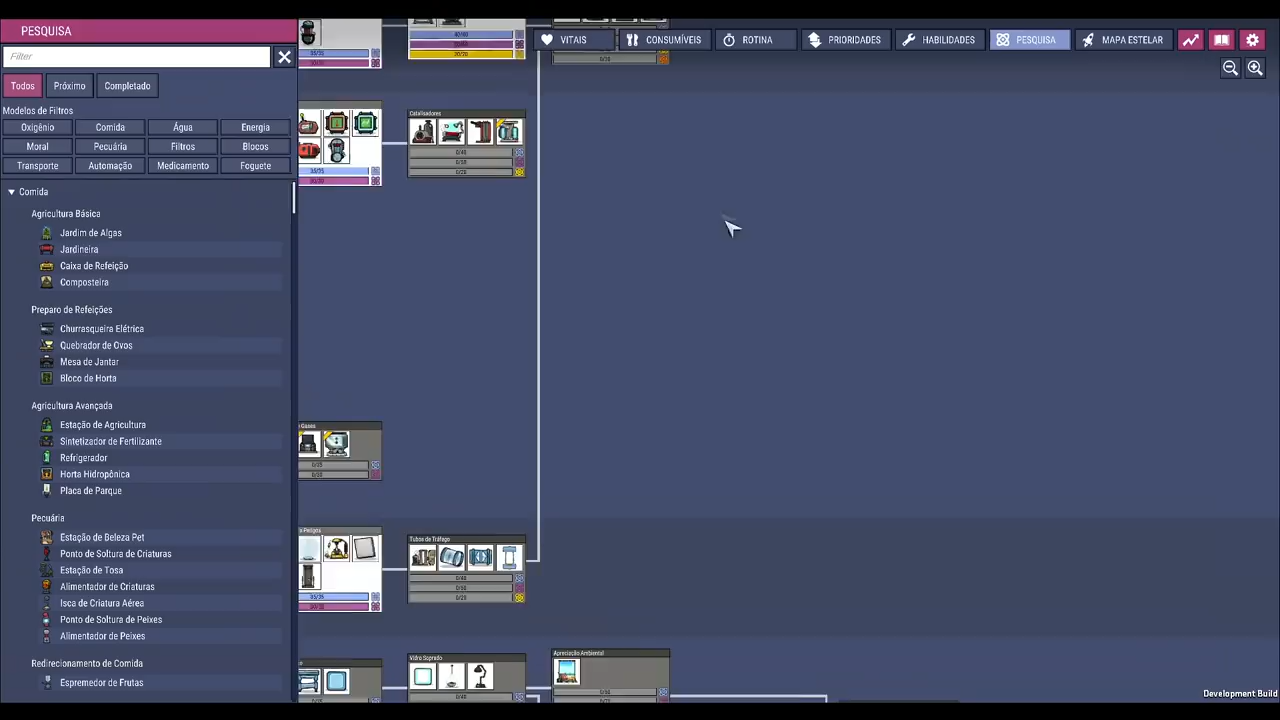 PESQUISA
VITAIS
CONSUMÍVEIS
ROTINA
PRIORIDADES
HABILIDADES
PESQUISA
MAPA ESTELAR
Filter
Todos
Próximo
Completado
Modelos de Filtros
Oxigênio
Comida
Água
Energia
Moral
Pecuária
Filtros
Blocos
Transporte
Automação
Medicamento
Foguete
Comida
Agricultura Básica
Jardim de Algas
Jardineira
Caixa de Refeição
Composteira
Preparo de Refeições
Churrasqueira Elétrica
Quebrador de Ovos
Mesa de Jantar
Bloco de Horta
Agricultura Avançada
Estação de Agricultura
Sintetizador de Fertilizante
Refrigerador
Horta Hidropônica
Placa de Parque
Pecuária
Estação de Beleza Pet
Ponto de Soltura de Criaturas
Estação de Tosa
Alimentador de Criaturas
Isca de Criatura Aérea
Ponto de Soltura de Peixes
Alimentador de Peixes
Redirecionamento de Comida
Espremedor de Frutas
Catalisadores
Gases
Perigos
Tubos de Tráfego
Vidro Soprado
Apreciação Ambiental
Development Build